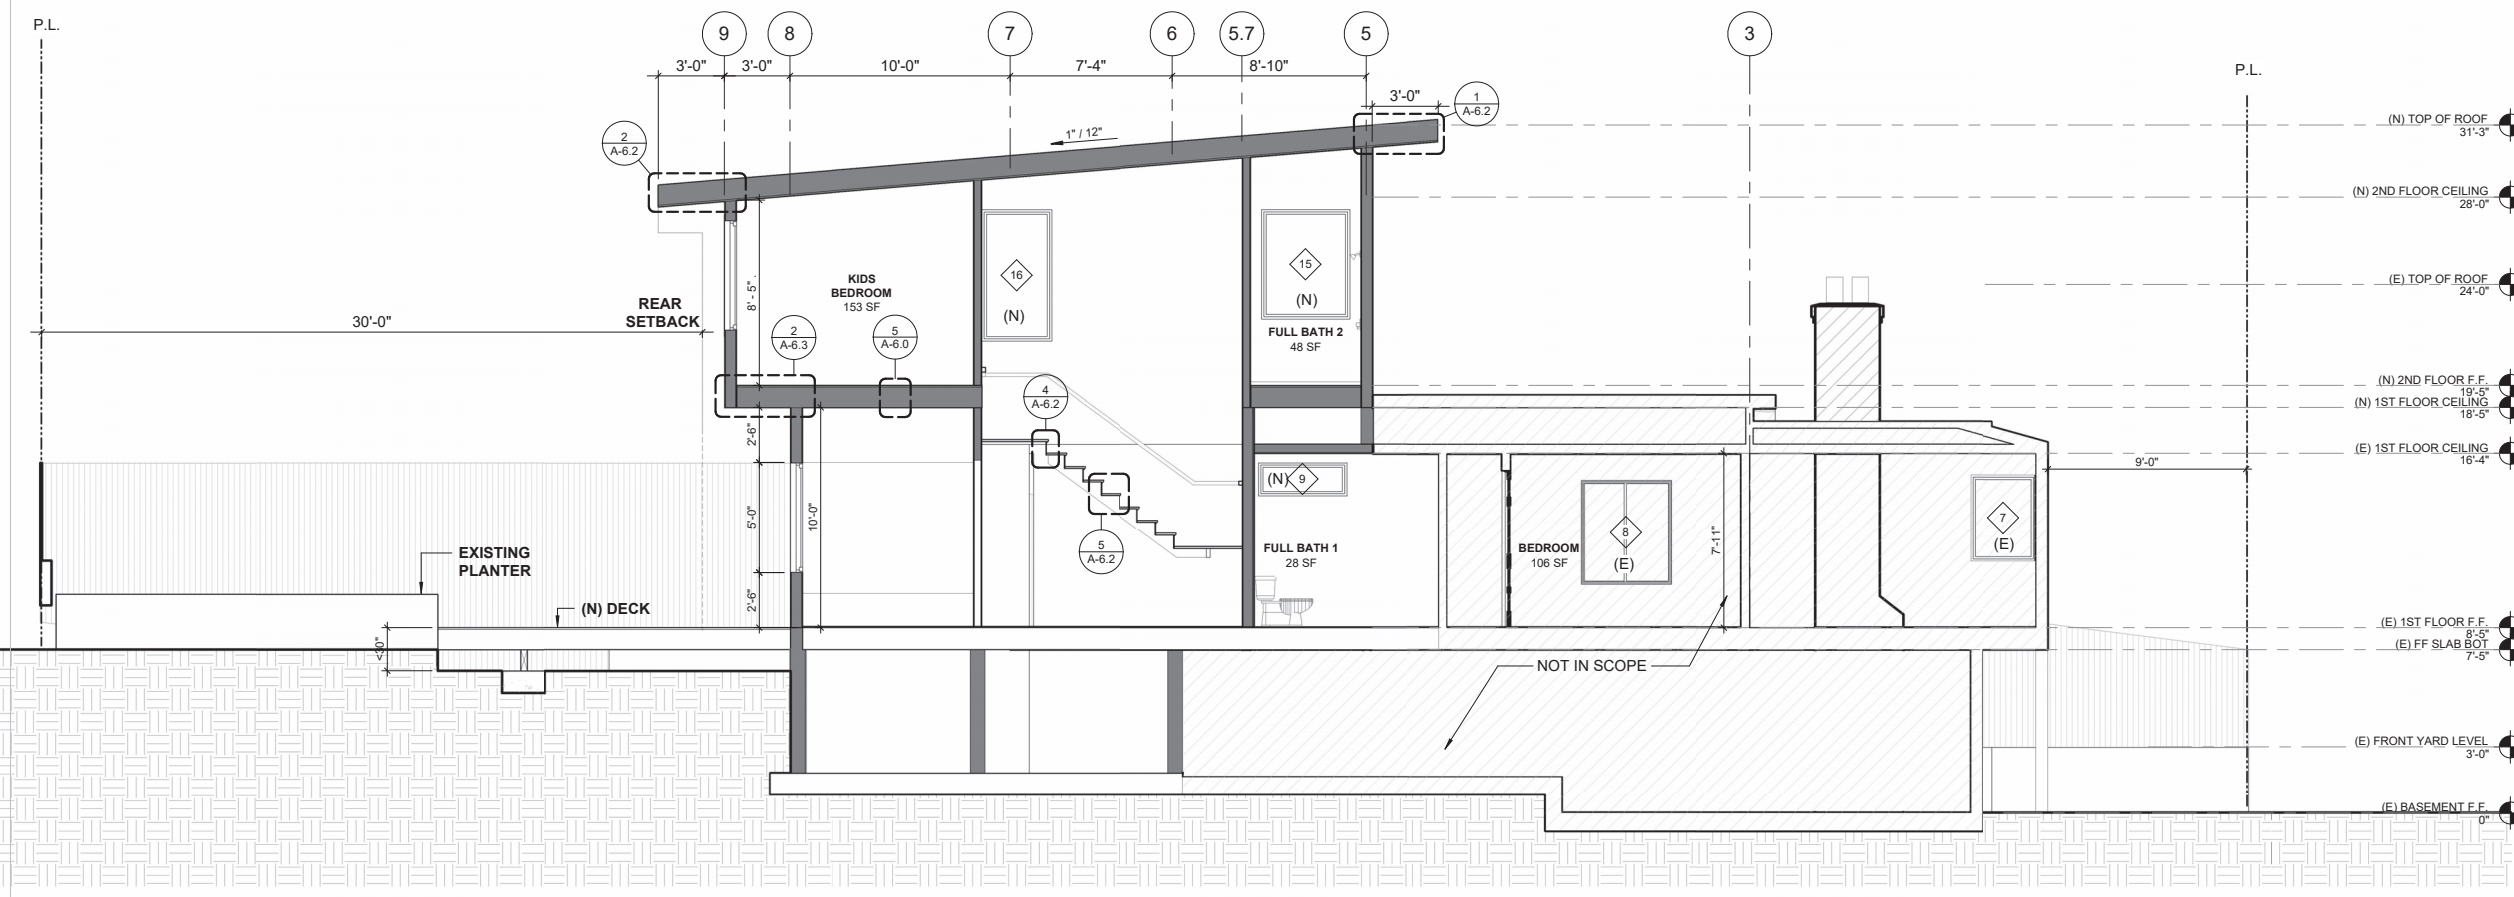 P.L.
9
8
7
6
5.7
5
3
P.L.
3'-0"
3'-0"
10'-0"
7'-4"
8'-10"
3'-0"
1
A-6.2
1" / 12"
2
A-6.2
(N) TOP OF ROOF
31'-3"
(N) 2ND FLOOR CEILING
28'-0"
(E) TOP OF ROOF
24'-0"
(N) 2ND FLOOR F.F.
19'-5"
(N) 1ST FLOOR CEILING
18'-5"
(E) 1ST FLOOR CEILING
16'-4"
(E) 1ST FLOOR F.F.
8'-5"
(E) FF SLAB BOT
7'-5"
(E) FRONT YARD LEVEL
3'-0"
(E) BASEMENT F.F.
0"
30'-0"
REAR
SETBACK
8' - 5".
KIDS
BEDROOM
153 SF
16
(N)
15
(N)
FULL BATH 2
48 SF
2
A-6.3
5
A-6.0
4
A-6.2
5
A-6.2
2'-6"
5'-0"
2'-6"
10'-0"
(N)
9
FULL BATH 1
28 SF
BEDROOM
106 SF
8
(E)
7'-11"
7
(E)
9'-0"
EXISTING
PLANTER
(N) DECK
<30"
NOT IN SCOPE